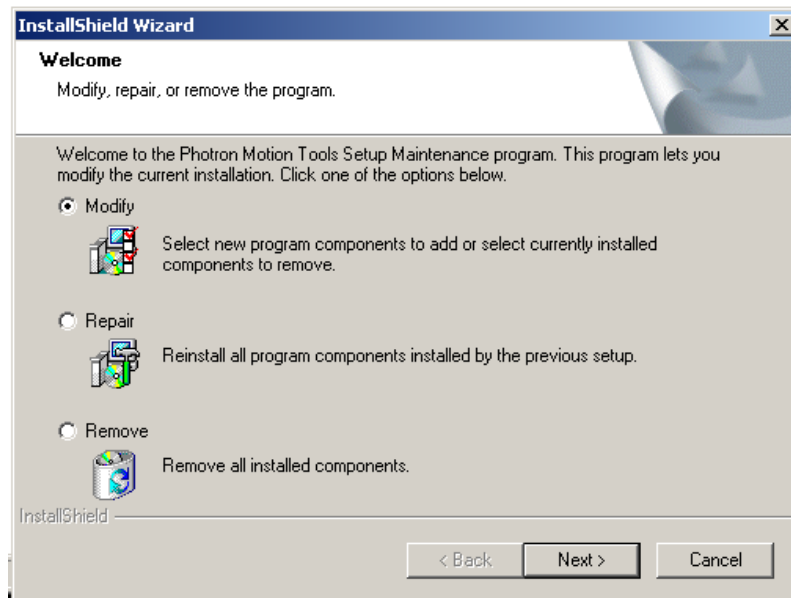 InstallShield Wizard
Welcome
Modify, repair, or remove the program.
Welcome to the Photron Motion Tools Setup Maintenance program. This program lets you
modify the current installation. Click one of the options below.
Modify
Select new program components to add or select currently installed
components to remove.
Repair
Reinstall all program components installed by the previous setup.
Remove
Remove all installed components.
InstallShield
< Back
Next >
Cancel